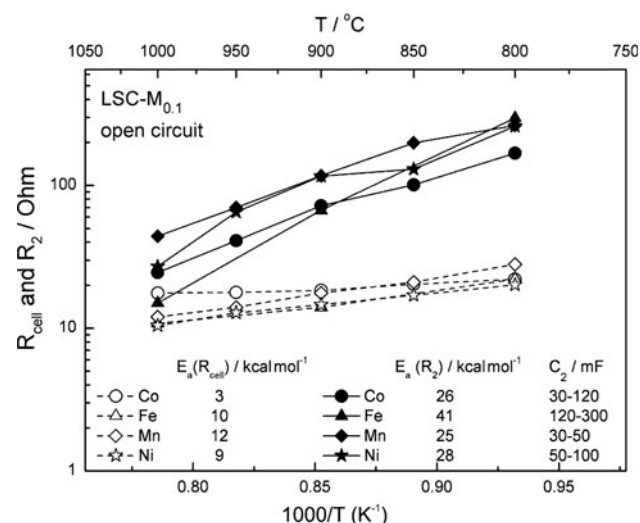 T / °C
1050 1000 950 900 850 800 750
LSC-M0.1
open circuit
100
10
1
Rcell and R2 / Ohm
Ea(Rcell) / kcalmol-1 Ea (R2) / kcalmol-1 C2 / mF
Co 3 Co 26 30-120
Fe 10 Fe 41 120-300
Mn 12 Mn 25 30-50
Ni 9 Ni 28 50-100
0.80 0.85 0.90 0.95
1000/T (K-1)